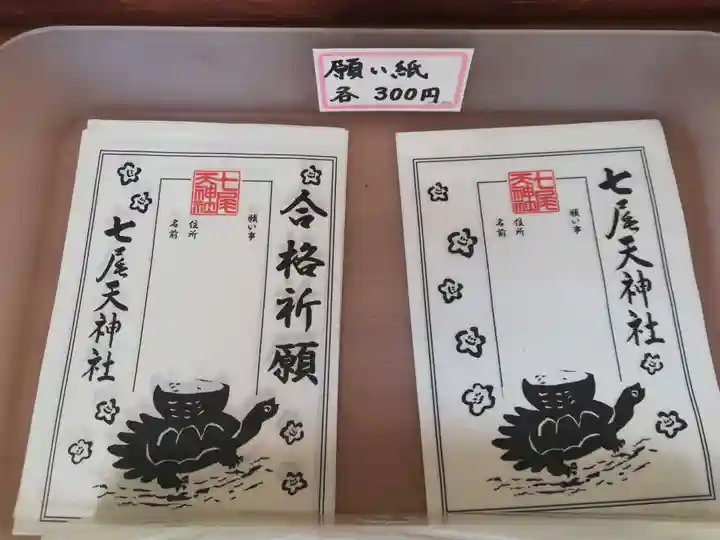 願い紙
各 300円
合格祈願
七尾天神社
願い事
住所
名前
七尾天神社
七尾天神社
七尾天神社
願い事
住所
名前